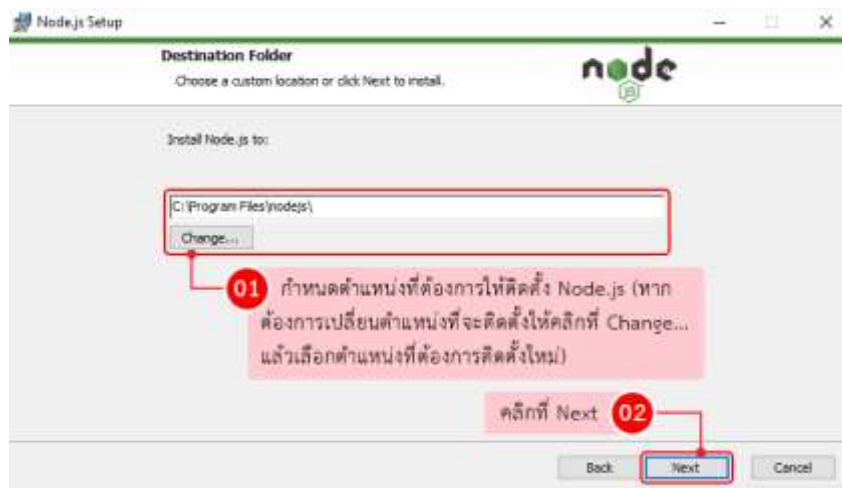 Node.js Setup
Destination Folder
Choose a custom location or click Next to install.
node
JS
Install Node.js to:
C:\Program Files\nodejs\
Change...
01 กำหนดตำแหน่งที่ต้องการให้ติดตั้ง Node.js (หาก
ต้องการเปลี่ยนตำแหน่งที่จะติดตั้งให้คลิกที่ Change...
แล้วเลือกตำแหน่งที่ต้องการติดตั้งใหม่)
คลิกที่ Next 02
Back Next Cancel